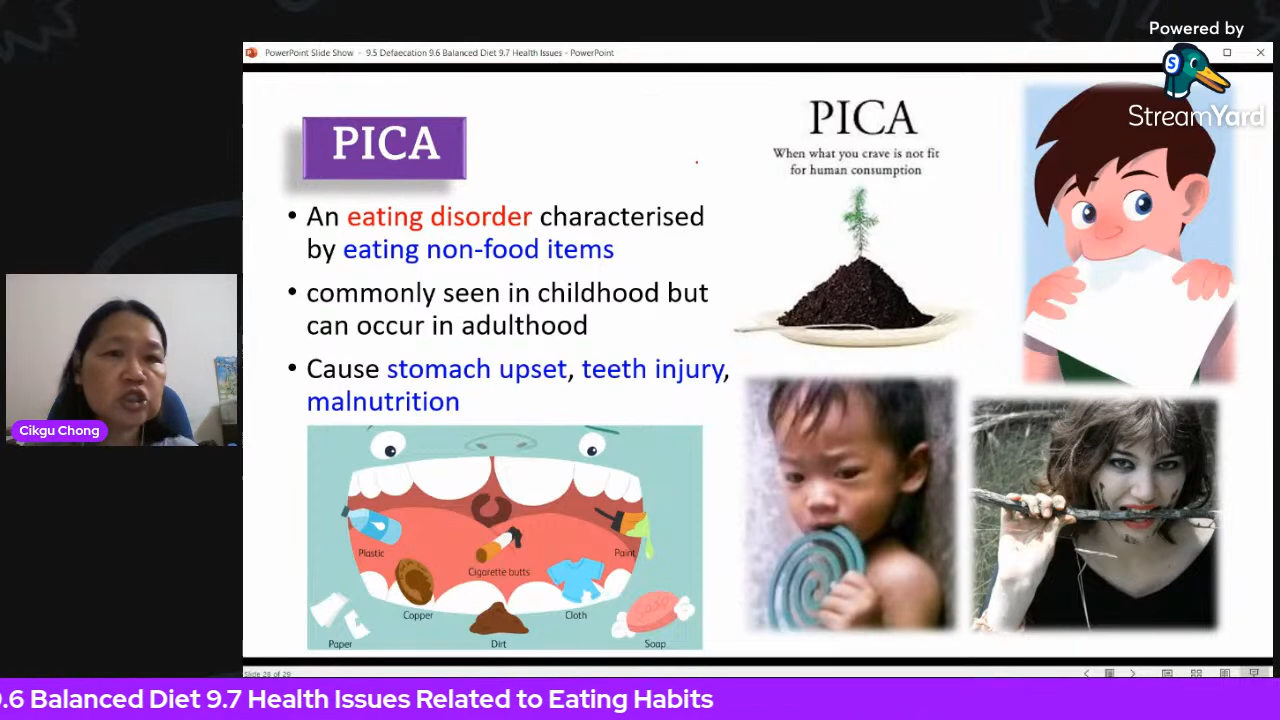 Powered by
StreamYard
PowerPoint Slide Show - 9.5 Defaecation 9.6 Balanced Diet 9.7 Health Issues - PowerPoint
PICA
• An eating disorder characterised
by eating non-food items
• commonly seen in childhood but
can occur in adulthood
• Cause stomach upset, teeth injury,
malnutrition
PICA
When what you crave is not fit
for human consumption
Plastic
Cigarette butts
Paint
Copper
Cloth
Paper
Dirt
Soap
Cikgu Chong
Slide 28 of 29
9.6 Balanced Diet 9.7 Health Issues Related to Eating Habits